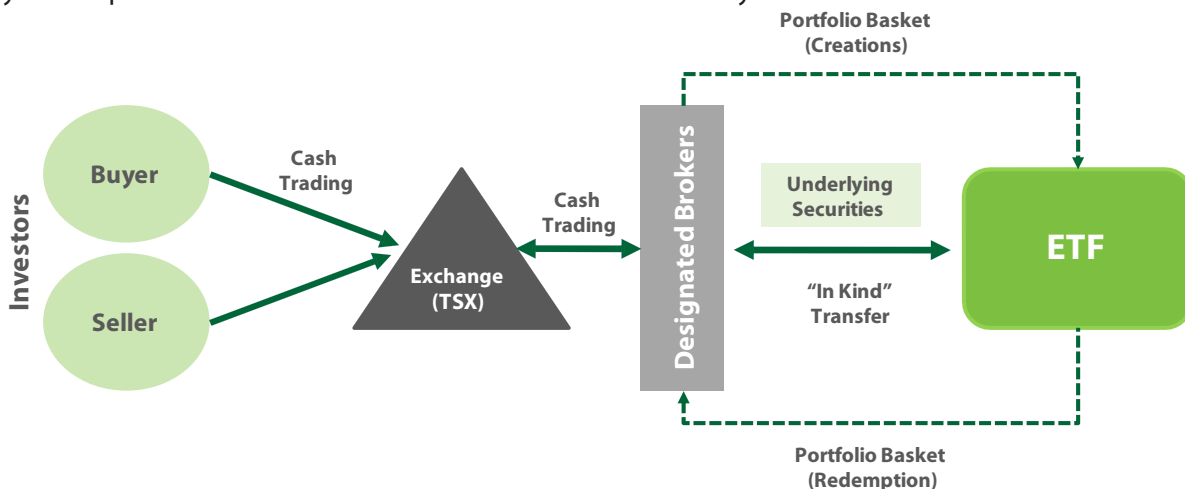 Portfolio Basket
(Creations)
Investors
Buyer
Seller
Cash
Trading
Exchange
(TSX)
Cash
Trading
Designated Brokers
Underlying
Securities
“In Kind”
Transfer
ETF
Portfolio Basket
(Redemption)